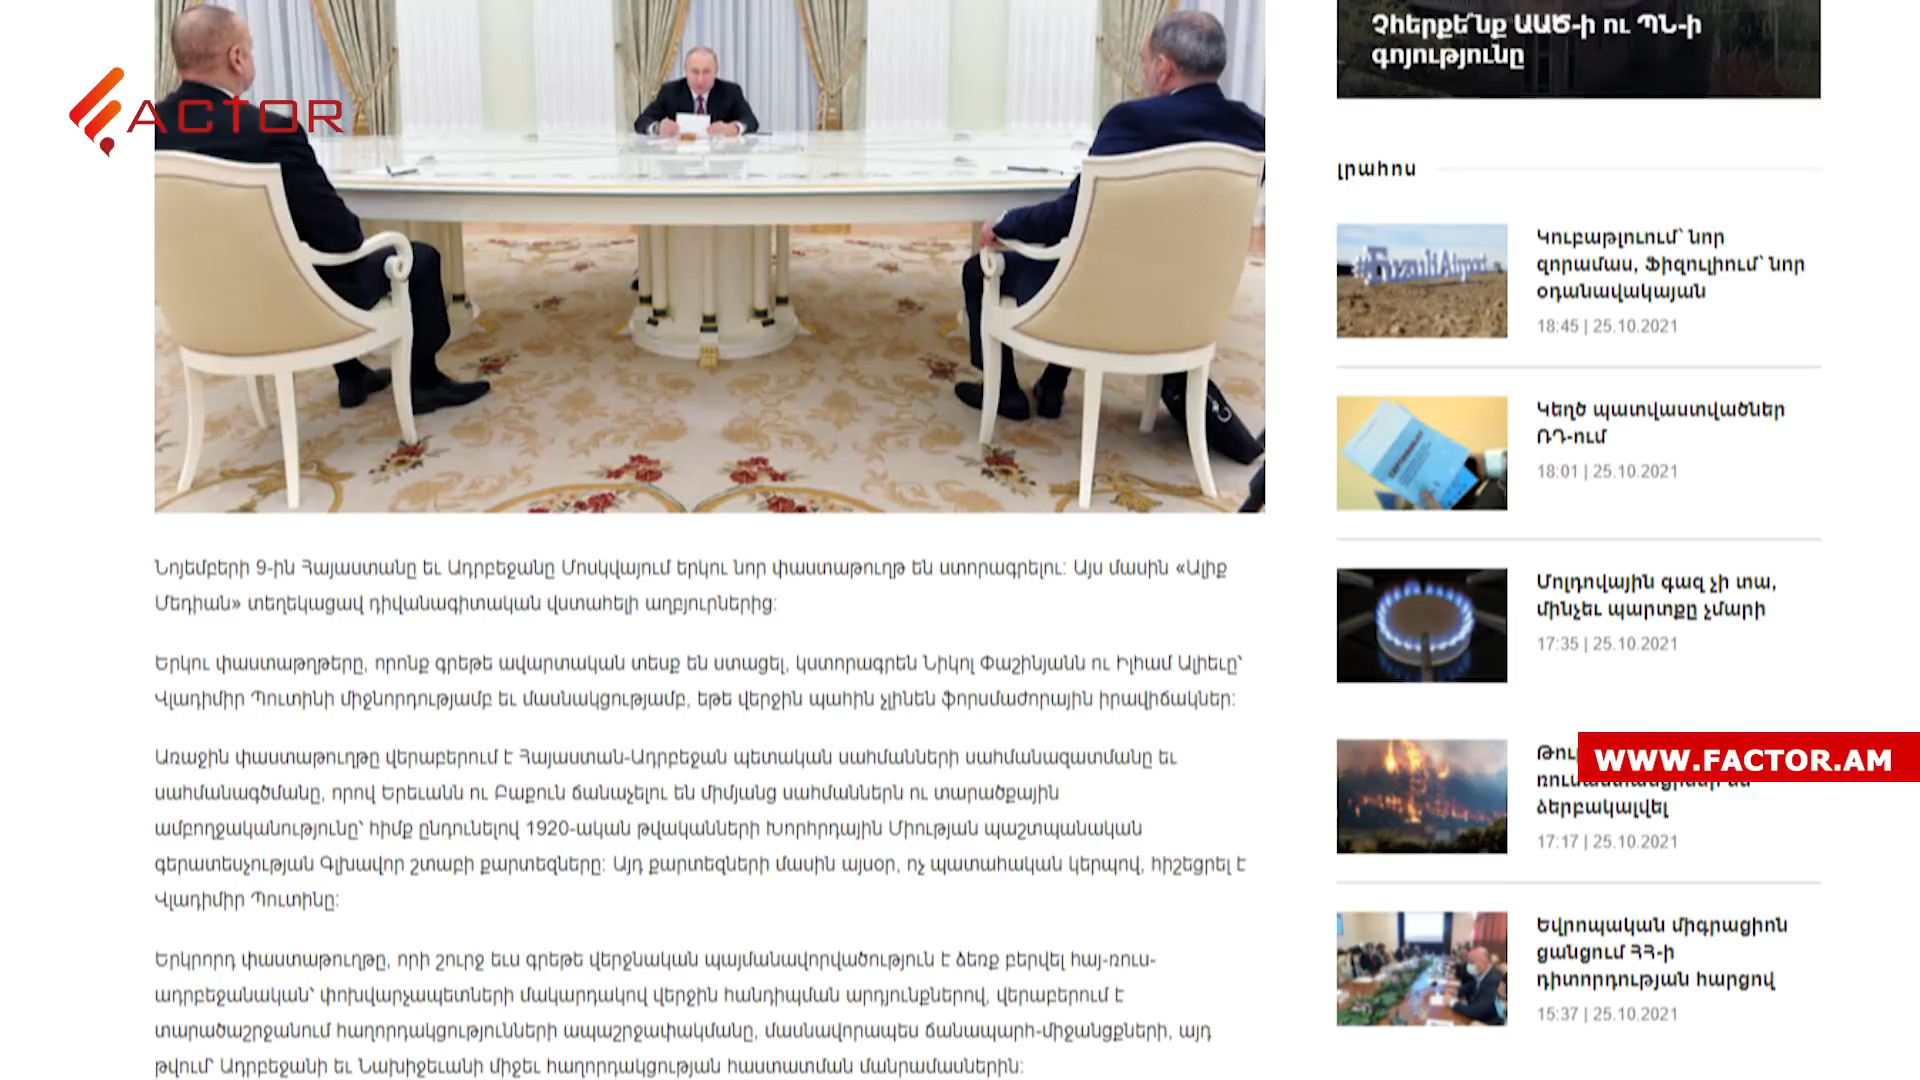 FACTOR
Չհերքե՞նք ԱԱԾ-ի ու ՊՆ-ի
գոյությունը
լրահոս
#FuzuliAirport
Կուբաթլուում՝ նոր
զորամաս, Ֆիզուլիում՝ նոր
օդանավակայան
18:45 | 25.10.2021
Կեղծ պատվաստվածներ
ՌԴ-ում
18:01 | 25.10.2021
Մոլդովային գազ չի տա,
մինչեւ պարտքը չմարի
17:35 | 25.10.2021
WWW.FACTOR.AM
ձերբակալվել
17:17 | 25.10.2021
Եվրոպական միգրացիոն
ցանցում ՀՀ-ի
դիտորդության հարցով
15:37 | 25.10.2021
Նոյեմբերի 9-ին Հայաստանը եւ Ադրբեջանը Մոսկվայում երկու նոր փաստաթուղթ են ստորագրելու: Այս մասին «Ալիք
Մեդիան» տեղեկացավ դիվանագիտական վստահելի աղբյուրներից:
Երկու փաստաթղթերը, որոնք գրեթե ավարտական տեսք են ստացել, կստորագրեն Նիկոլ Փաշինյանն ու Իլհամ Ալիեւը՝
Վլադիմիր Պուտինի միջնորդությամբ եւ մասնակցությամբ, եթե վերջին պահին չլինեն ֆորսմաժորային իրավիճակներ:
Առաջին փաստաթուղթը վերաբերում է Հայաստան-Ադրբեջան պետական սահմանների սահմանազատմանը եւ
սահմանագծմանը, որով Երեւանն ու Բաքուն ճանաչելու են միմյանց սահմաններն ու տարածքային
ամբողջականությունը՝ հիմք ընդունելով 1920-ական թվականների Խորհրդային Միության պաշտպանական
գերատեսչության Գլխավոր շտաբի քարտեզները: Այդ քարտեզների մասին այսօր, ոչ պատահական կերպով, հիշեցրել է
Վլադիմիր Պուտինը:
Երկրորդ փաստաթուղթը, որի շուրջ եւս գրեթե վերջնական պայմանավորվածություն է ձեռք բերվել հայ-ռուս-
ադրբեջանական՝ փոխվարչապետների մակարդակով վերջին հանդիպման արդյունքներով, վերաբերում է
տարածաշրջանում հաղորդակցությունների ապաշրջափակմանը, մասնավորապես ճանապարհ-միջանցքների, այդ
թվում՝ Ադրբեջանի եւ Նախիջեւանի միջեւ հաղորդակցության հաստատման մանրամասներին: